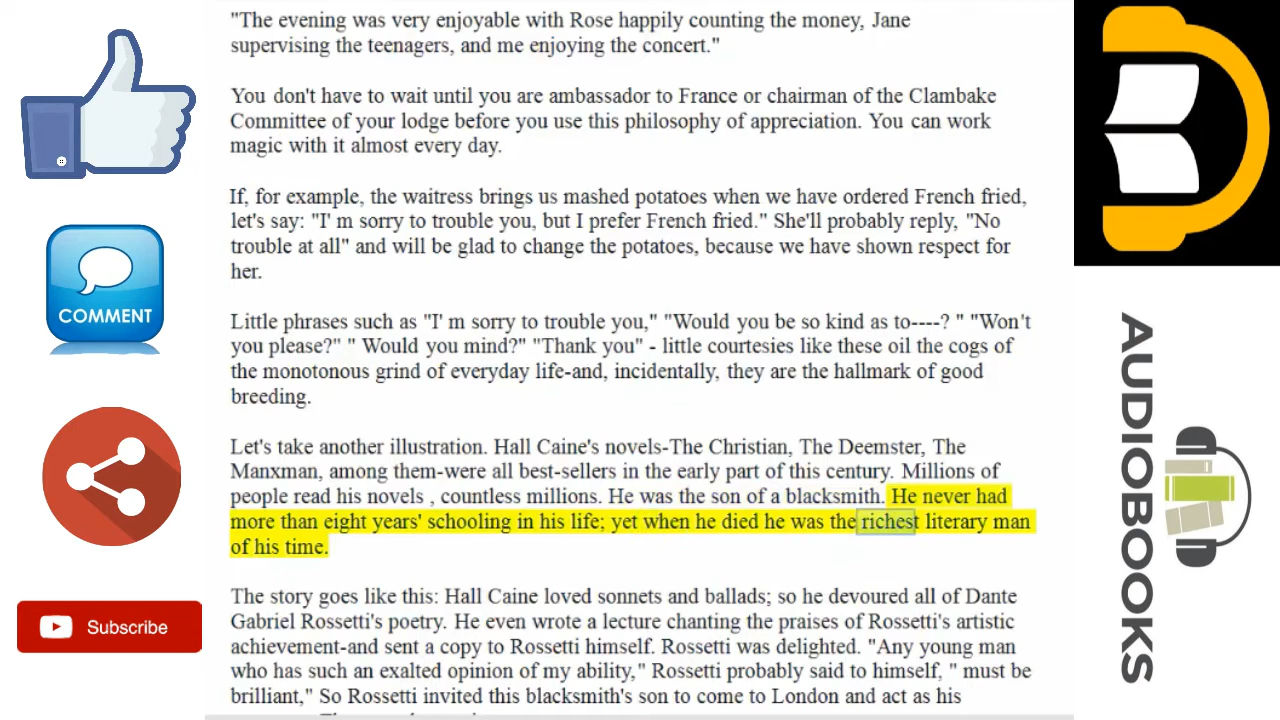 "The evening was very enjoyable with Rose happily counting the money, Jane
supervising the teenagers, and me enjoying the concert."
You don't have to wait until you are ambassador to France or chairman of the Clambake
Committee of your lodge before you use this philosophy of appreciation. You can work
magic with it almost every day.
If, for example, the waitress brings us mashed potatoes when we have ordered French fried,
let's say: "I' m sorry to trouble you, but I prefer French fried." She'll probably reply, "No
trouble at all" and will be glad to change the potatoes, because we have shown respect for
her.
Little phrases such as "I' m sorry to trouble you," "Would you be so kind as to----? " "Won't
you please?" " Would you mind?" "Thank you" - little courtesies like these oil the cogs of
the monotonous grind of everyday life-and, incidentally, they are the hallmark of good
breeding.
Let's take another illustration. Hall Caine's novels-The Christian, The Deemster, The
Manxman, among them-were all best-sellers in the early part of this century. Millions of
people read his novels , countless millions. He was the son of a blacksmith. He never had
more than eight years' schooling in his life; yet when he died he was the richest literary man
of his time.
The story goes like this: Hall Caine loved sonnets and ballads; so he devoured all of Dante
Gabriel Rossetti's poetry. He even wrote a lecture chanting the praises of Rossetti's artistic
achievement-and sent a copy to Rossetti himself. Rossetti was delighted. "Any young man
who has such an exalted opinion of my ability," Rossetti probably said to himself, " must be
brilliant," So Rossetti invited this blacksmith's son to come to London and act as his
COMMENT
Subscribe
AUDIOBOOKS